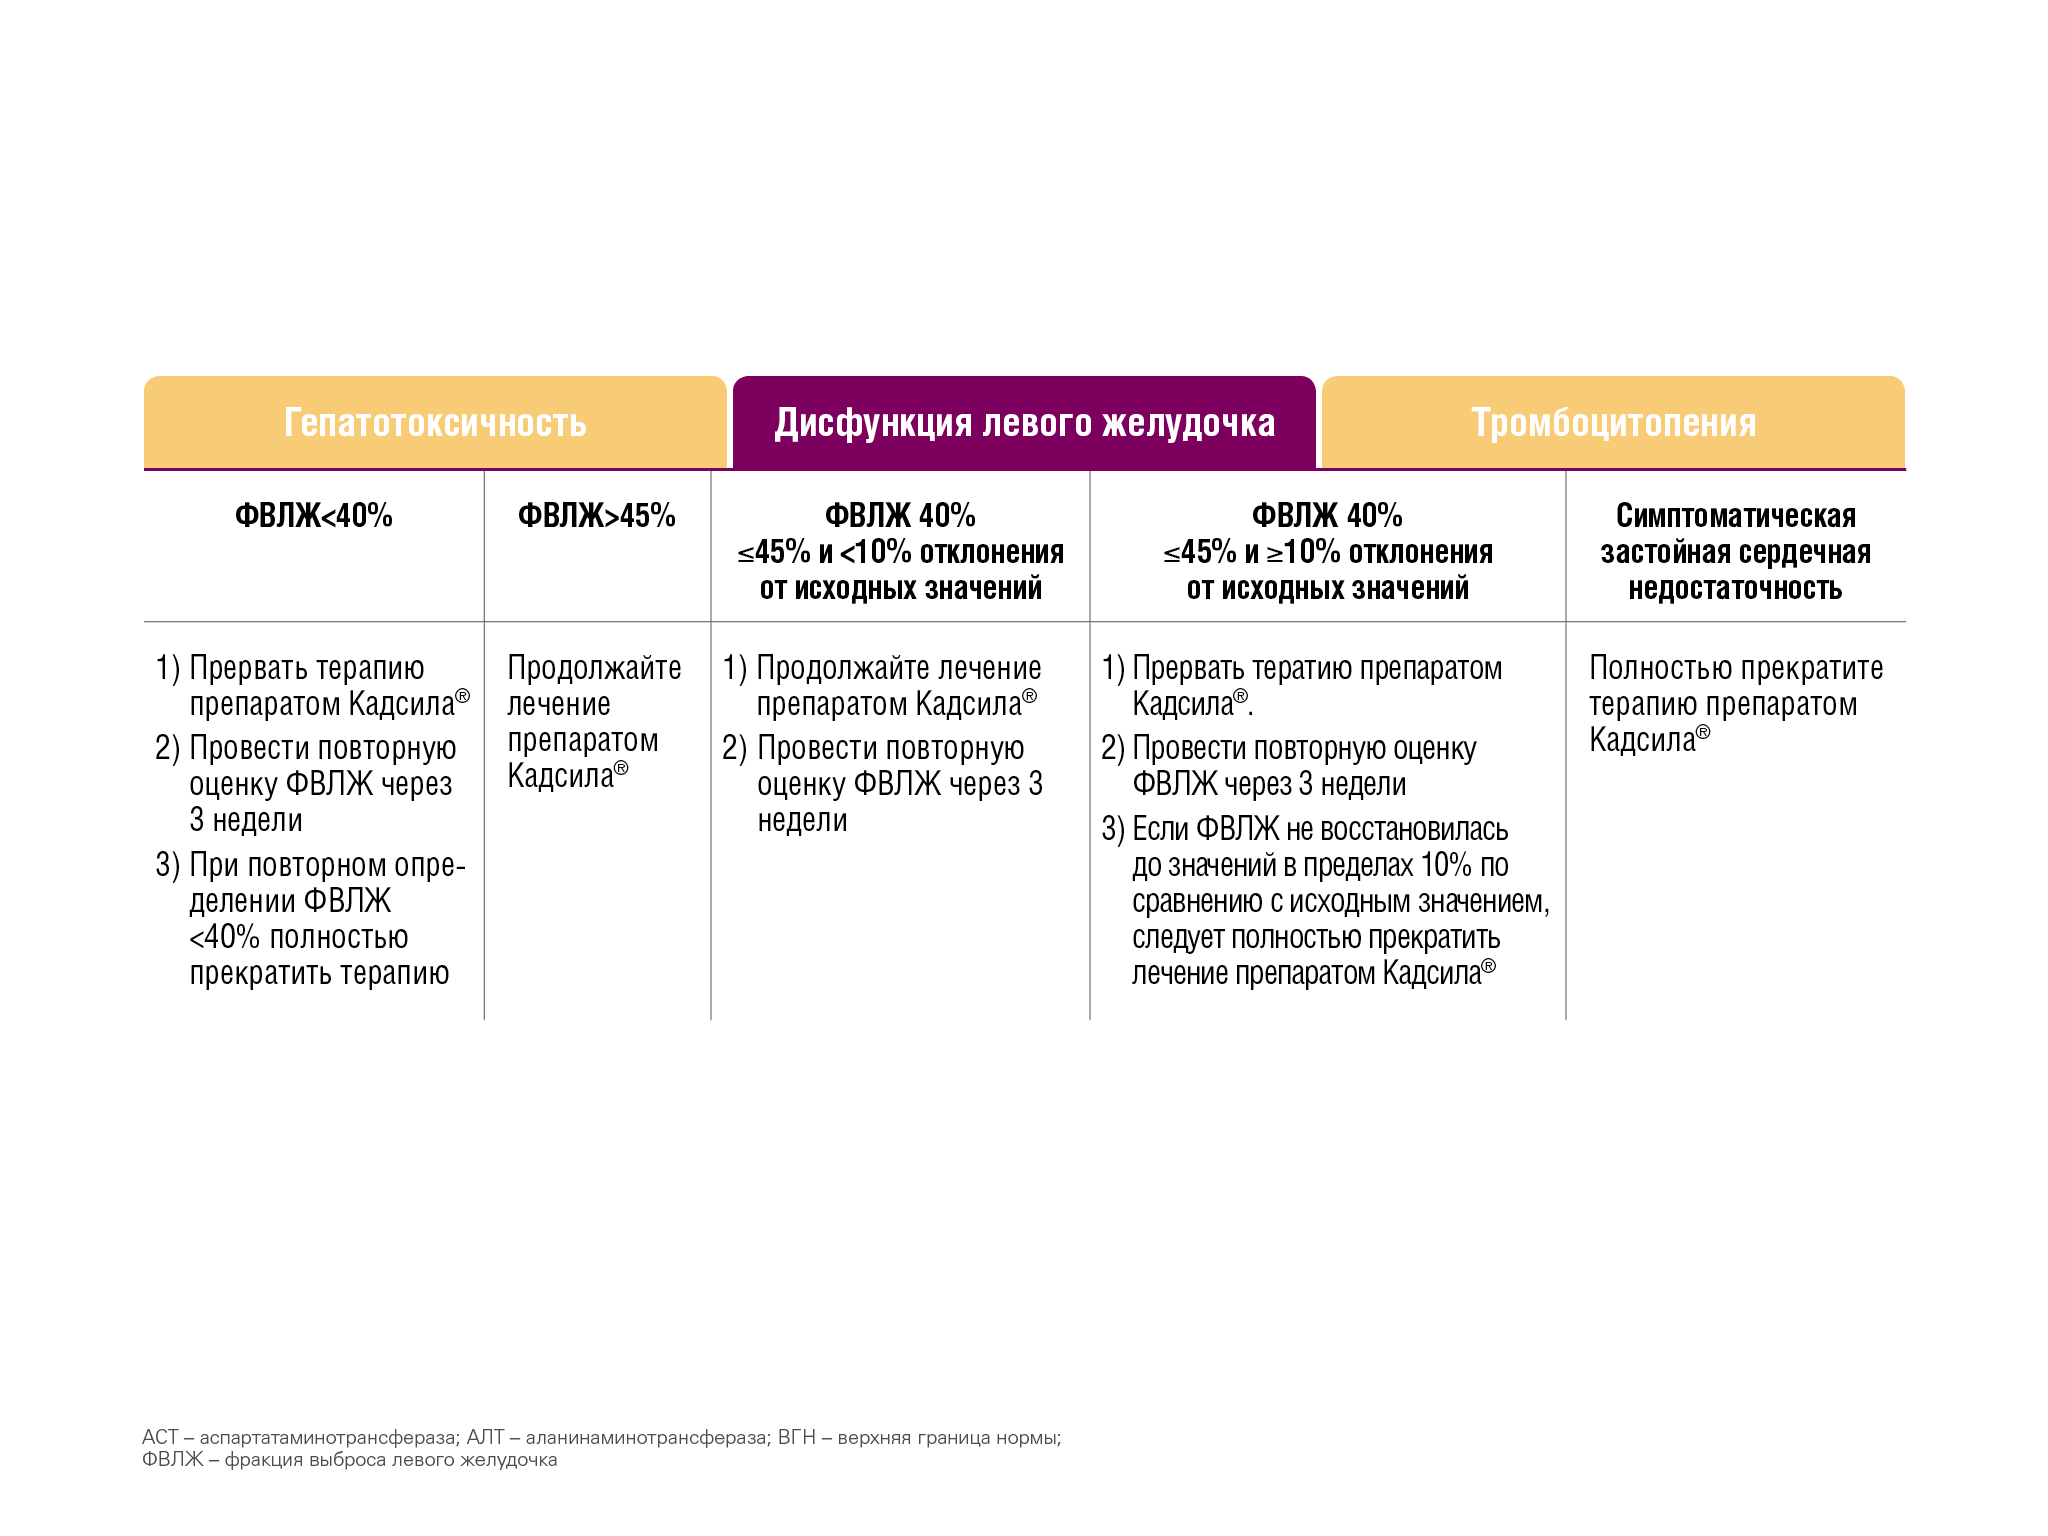 Гепатотоксичность
Дисфункция левого желудочка
Тромбоцитопения
ФВЛЖ<40%
ФВЛЖ>45%
ФВЛЖ 40%
≤45% и <10% отклонения
от исходных значений
ФВЛЖ 40%
≤45% и ≥10% отклонения
от исходных значений
Симптоматическая
застойная сердечная
недостаточность
1) Прервать терапию
препаратом Кадсила®
2) Провести повторную
оценку ФВЛЖ через
3 недели
3) При повторном опре-
делении ФВЛЖ
<40% полностью
прекратить терапию
Продолжайте
лечение
препаратом
Кадсила®
1) Продолжайте лечение
препаратом Кадсила®
2) Провести повторную
оценку ФВЛЖ через 3
недели
1) Прервать тератию препаратом
Кадсила®.
2) Провести повторную оценку
ФВЛЖ через 3 недели
3) Если ФВЛЖ не восстановилась
до значений в пределах 10% по
сравнению с исходным значением,
следует полностью прекратить
лечение препаратом Кадсила®
Полностью прекратите
терапию препаратом
Кадсила®
АСТ – аспартатаминотрансфераза; АЛТ – аланинаминотрансфераза; ВГН – верхняя граница нормы;
ФВЛЖ – фракция выброса левого желудочка